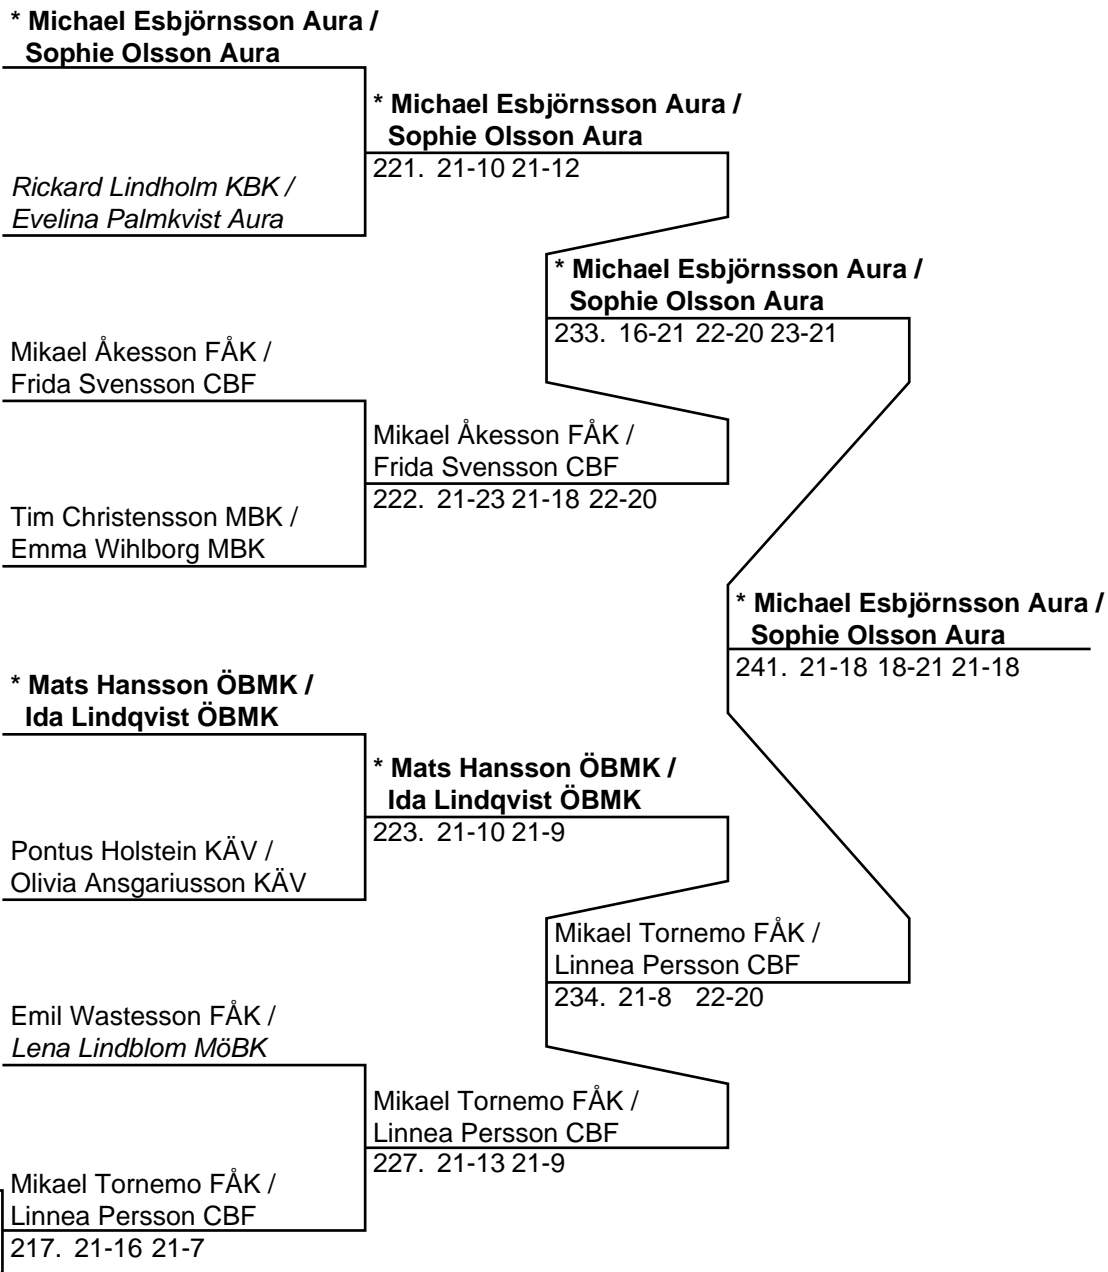 * Michael Esbjörnsson Aura /
Sophie Olsson Aura
* Michael Esbjörnsson Aura /
Sophie Olsson Aura
221. 21-10 21-12
Rickard Lindholm KBK /
Evelina Palmkvist Aura
* Michael Esbjörnsson Aura /
Sophie Olsson Aura
233. 16-21 22-20 23-21
Mikael Åkesson FÅK /
Frida Svensson CBF
Mikael Åkesson FÅK /
Frida Svensson CBF
222. 21-23 21-18 22-20
Tim Christensson MBK /
Emma Wihlborg MBK
* Michael Esbjörnsson Aura /
Sophie Olsson Aura
241. 21-18 18-21 21-18
* Mats Hansson ÖBMK /
Ida Lindqvist ÖBMK
* Mats Hansson ÖBMK /
Ida Lindqvist ÖBMK
223. 21-10 21-9
Pontus Holstein KÄV /
Olivia Ansgariusson KÄV
Mikael Tornemo FÅK /
Linnea Persson CBF
234. 21-8 22-20
Emil Wastesson FÅK /
Lena Lindblom MöBK
Mikael Tornemo FÅK /
Linnea Persson CBF
227. 21-13 21-9
Mikael Tornemo FÅK /
Linnea Persson CBF
217. 21-16 21-7